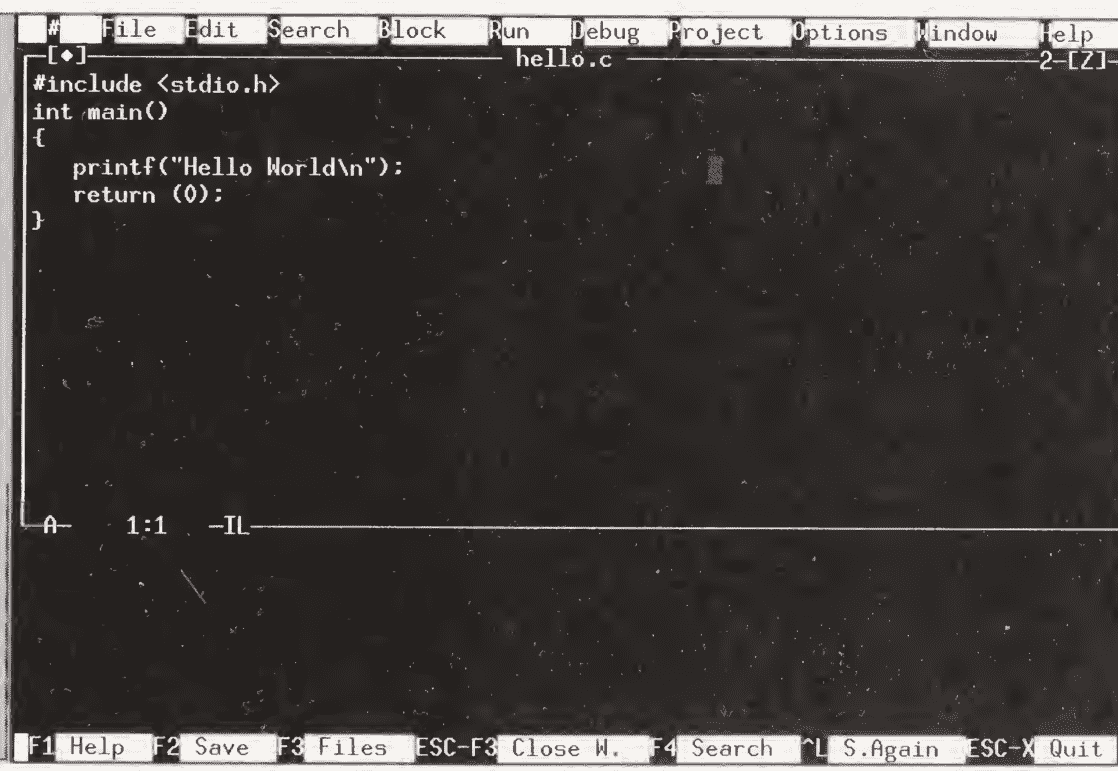 # File Edit Search Block Run Debug Project Options Window Help
[◆] hello.c 2-[Z]
#include <stdio.h>
int main()
{
printf("Hello World\n");
return (0);
}
A- 1:1 -IL
F1 Help F2 Save F3 Files ESC-F3 Close W. F4 Search ^L S.Again ESC-X Quit